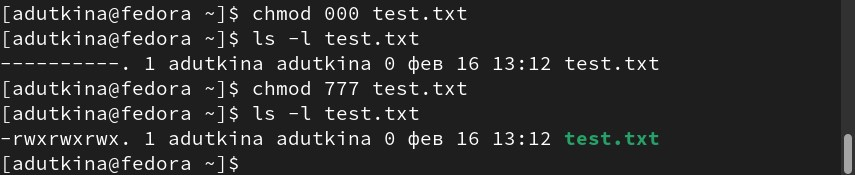 [adutkina@fedora ~]$ chmod 000 test.txt
[adutkina@fedora ~]$ ls -l test.txt
----------. 1 adutkina adutkina 0 фев 16 13:12 test.txt
[adutkina@fedora ~]$ chmod 777 test.txt
[adutkina@fedora ~]$ ls -l test.txt
-rwxrwxrwx. 1 adutkina adutkina 0 фев 16 13:12 test.txt
[adutkina@fedora ~]$